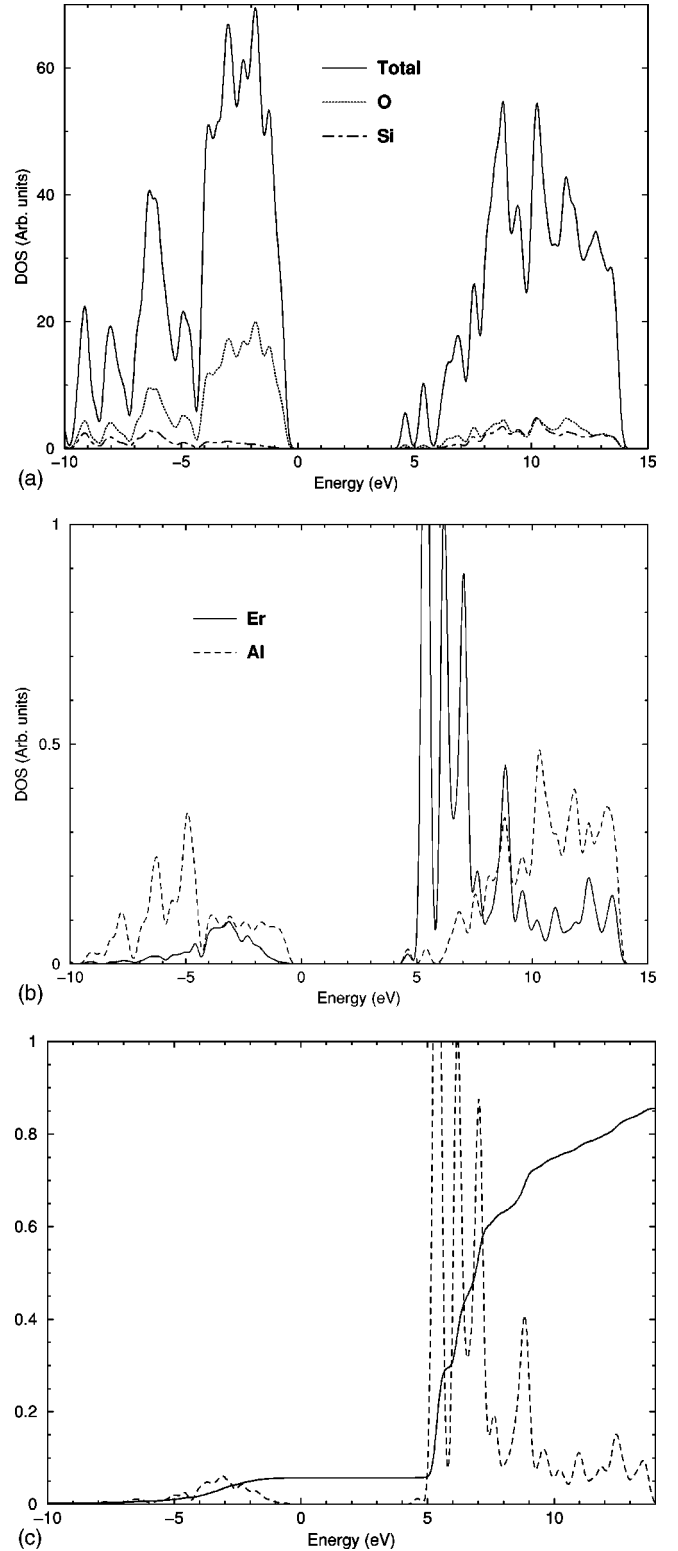 60
40
20
0
DOS (Arb. units)
Total
O
Si
−10 −5 0 5 10 15
Energy (eV)
(a)
1
0.5
0
DOS (Arb. units)
Er
Al
−10 −5 0 5 10 15
Energy (eV)
(b)
1
0.8
0.6
0.4
0.2
0
−10 −5 0 5 10
Energy (eV)
(c)